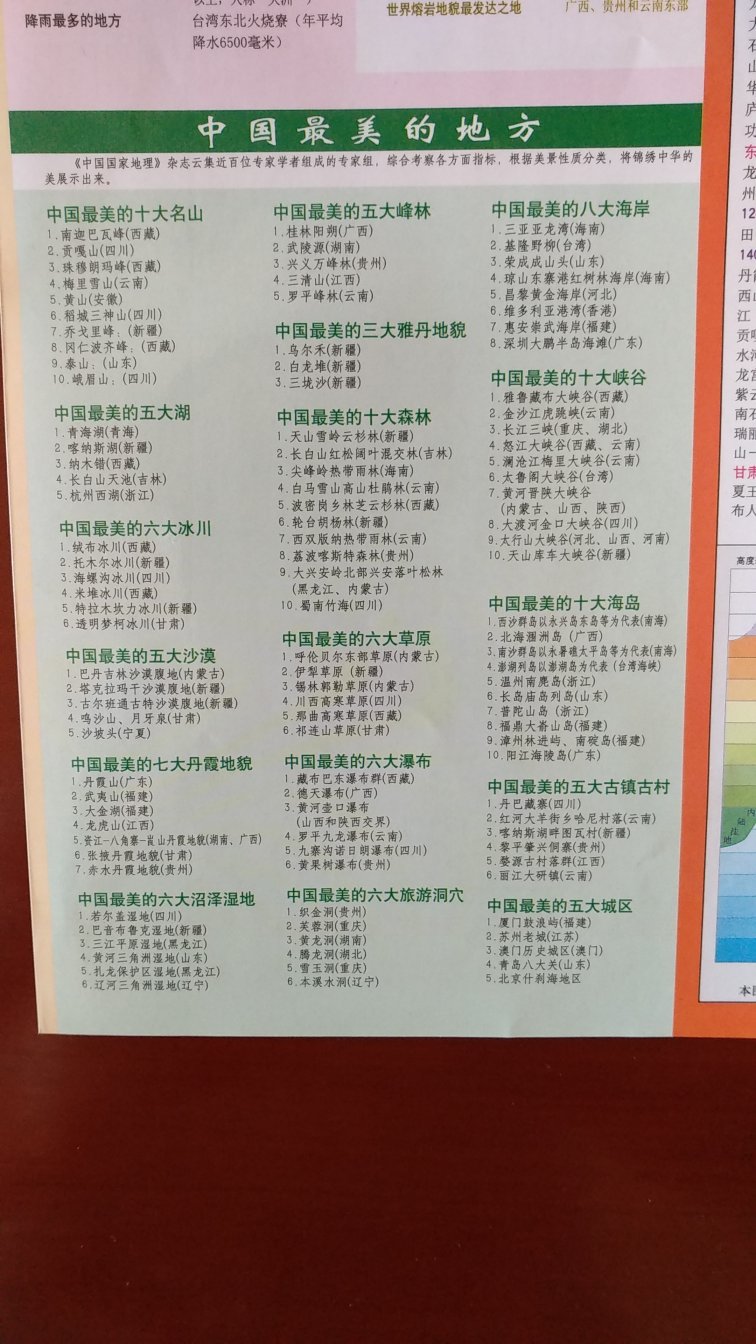 降雨最多的地方
台湾东北火烧寮（年平均
降水6500毫米）
世界熔岩地貌最发达之地
广西、贵州和云南东部
中国最美的地方
《中国国家地理》杂志云集近百位专家学者组成的专家组，综合考察各方面指标，根据美景性质分类，将锦绣中华的
美展示出来。
中国最美的十大名山
1.南迦巴瓦峰(西藏)
2.贡嘎山(四川)
3.珠穆朗玛峰(西藏)
4.梅里雪山(云南)
5.黄山(安徽)
6.稻城三神山(四川)
7.乔戈里峰：(新疆)
8.冈仁波齐峰：(西藏)
9.泰山：(山东)
10.峨眉山：(四川)
中国最美的五大湖
1.青海湖(青海)
2.喀纳斯湖(新疆)
3.纳木错(西藏)
4.长白山天池(吉林)
5.杭州西湖(浙江)
中国最美的六大冰川
1.绒布冰川(西藏)
2.托木尔冰川(新疆)
3.海螺沟冰川(四川)
4.米堆冰川(西藏)
5.特拉木坎力冰川(新疆)
6.透明梦柯冰川(甘肃)
中国最美的五大沙漠
1.巴丹吉林沙漠腹地(内蒙古)
2.塔克拉玛干沙漠腹地(新疆)
3.古尔班通古特沙漠腹地(新疆)
4.鸣沙山、月牙泉(甘肃)
5.沙坡头(宁夏)
中国最美的七大丹霞地貌
1.丹霞山(广东)
2.武夷山(福建)
3.大金湖(福建)
4.龙虎山(江西)
5.资江—八角寨—崀山丹霞地貌(湖南、广西)
6.张掖丹霞地貌(甘肃)
7.赤水丹霞地貌(贵州)
中国最美的六大沼泽湿地
1.若尔盖湿地(四川)
2.巴音布鲁克湿地(新疆)
3.三江平原湿地(黑龙江)
4.黄河三角洲湿地(山东)
5.扎龙保护区湿地(黑龙江)
6.辽河三角洲湿地(辽宁)
中国最美的五大峰林
1.桂林阳朔(广西)
2.武陵源(湖南)
3.兴义万峰林(贵州)
4.三清山(江西)
5.罗平峰林(云南)
中国最美的三大雅丹地貌
1.乌尔禾(新疆)
2.白龙堆(新疆)
3.三垅沙(新疆)
中国最美的十大森林
1.天山雪岭云杉林(新疆)
2.长白山红松阔叶混交林(吉林)
3.尖峰岭热带雨林(海南)
4.白马雪山高山杜鹃林(云南)
5.波密岗乡林芝云杉林(西藏)
6.轮台胡杨林(新疆)
7.西双版纳热带雨林(云南)
8.荔波喀斯特森林(贵州)
9.大兴安岭北部兴安落叶松林
(黑龙江、内蒙古)
10.蜀南竹海(四川)
中国最美的六大草原
1.呼伦贝尔东部草原(内蒙古)
2.伊犁草原（新疆)
3.锡林郭勒草原(内蒙古)
4.川西高寒草原(四川)
5.那曲高寒草原(西藏)
6.祁连山草原(甘肃)
中国最美的六大瀑布
1.藏布巴东瀑布群(西藏)
2.德天瀑布(广西)
3.黄河壶口瀑布
(山西和陕西交界)
4.罗平九龙瀑布(云南)
5.九寨沟诺日朗瀑布(四川)
6.黄果树瀑布(贵州)
中国最美的六大旅游洞穴
1.织金洞(贵州)
2.芙蓉洞(重庆)
3.黄龙洞(湖南)
4.腾龙洞(湖北)
5.雪玉洞(重庆)
6.本溪水洞(辽宁)
中国最美的八大海岸
1.三亚亚龙湾(海南)
2.基隆野柳(台湾)
3.荣成成山头(山东)
4.琼山东寨港红树林海岸(海南)
5.昌黎黄金海岸(河北)
6.维多利亚港湾(香港)
7.惠安崇武海岸(福建)
8.深圳大鹏半岛海滩(广东)
中国最美的十大峡谷
1.雅鲁藏布大峡谷(西藏)
2.金沙江虎跳峡(云南)
3.长江三峡(重庆、湖北)
4.怒江大峡谷(西藏、云南)
5.澜沧江梅里大峡谷(云南)
6.太鲁阁大峡谷(台湾)
7.黄河晋陕大峡谷
(内蒙古、山西、陕西)
8.大渡河金口大峡谷(四川)
9.太行山大峡谷(河北、山西、河南)
10.天山库车大峡谷(新疆)
中国最美的十大海岛
1.西沙群岛以永兴岛东岛等为代表(南海)
2.北海涠洲岛（广西)
3.南沙群岛以永暑礁太平岛等为代表(南海)
4.澎湖列岛以澎湖岛为代表（台湾海峡)
5.温州南麂岛(浙江)
6.长岛庙岛列岛(山东)
7.普陀山岛（浙江)
8.福鼎大嵛山岛(福建)
9.漳州林进屿、南碇岛(福建)
10.阳江海陵岛(广东)
中国最美的五大古镇古村
1.丹巴藏寨(四川)
2.红河大羊街乡哈尼村落(云南)
3.喀纳斯湖畔图瓦村(新疆)
4.黎平肇兴侗寨(贵州)
5.婺源古村落群(江西)
6.丽江大研镇(云南)
中国最美的五大城区
1.厦门鼓浪屿(福建)
2.苏州老城(江苏)
3.澳门历史城区(澳门)
4.青岛八大关(山东)
5.北京什刹海地区